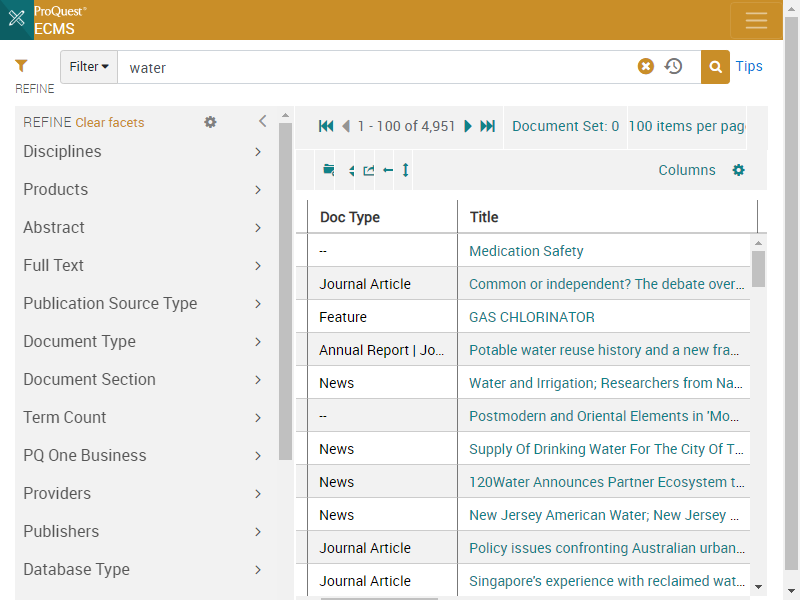 ProQuest®
ECMS
REFINE
Filter
water
Tips
REFINE Clear facets
Disciplines
Products
Abstract
Full Text
Publication Source Type
Document Type
Document Section
Term Count
PQ One Business
Providers
Publishers
Database Type
1 - 100 of 4,951
Document Set: 0
100 items per pag
Columns
Doc Type Title
-- Medication Safety
Journal Article Common or independent? The debate over...
Feature GAS CHLORINATOR
Annual Report | Jo... Potable water reuse history and a new fra...
News Water and Irrigation; Researchers from Na...
-- Postmodern and Oriental Elements in 'Mo...
News Supply Of Drinking Water For The City Of T...
News 120Water Announces Partner Ecosystem t...
News New Jersey American Water; New Jersey ...
Journal Article Policy issues confronting Australian urban...
Journal Article Singapore's experience with reclaimed wat...